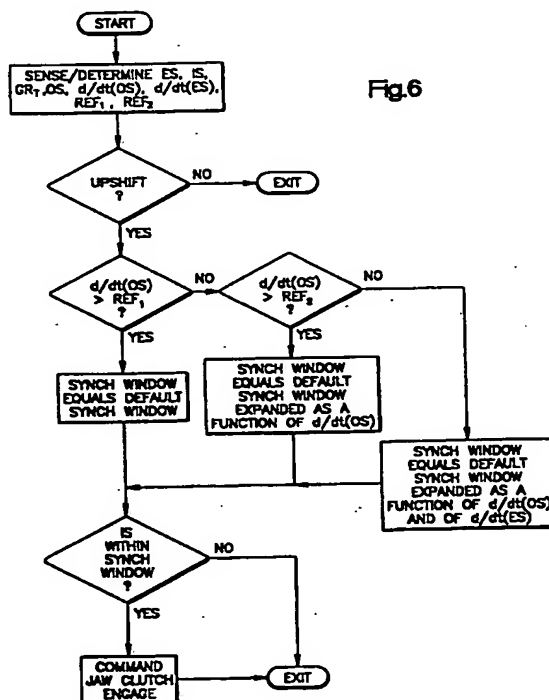 START
Fig.6
SENSE/DETERMINE ES, IS,
GR_T, OS, d/dt(OS), d/dt(ES),
REF₁, REF₂
UPSHIFT
?
NO
EXIT
YES
d/dt(OS)
> REF₁
?
NO
d/dt(OS)
> REF₂
?
NO
YES
YES
SYNCH WINDOW
EQUALS DEFAULT
SYNCH WINDOW
SYNCH WINDOW
EQUALS DEFAULT
SYNCH WINDOW
EXPANDED AS A
FUNCTION OF d/dt(OS)
SYNCH WINDOW
EQUALS DEFAULT
SYNCH WINDOW
EXPANDED AS A
FUNCTION OF d/dt(OS)
AND OF d/dt(ES)
IS
WITHIN
SYNCH
WINDOW
?
NO
YES
COMMAND
JAW CLUTCH
ENGAGE
EXIT